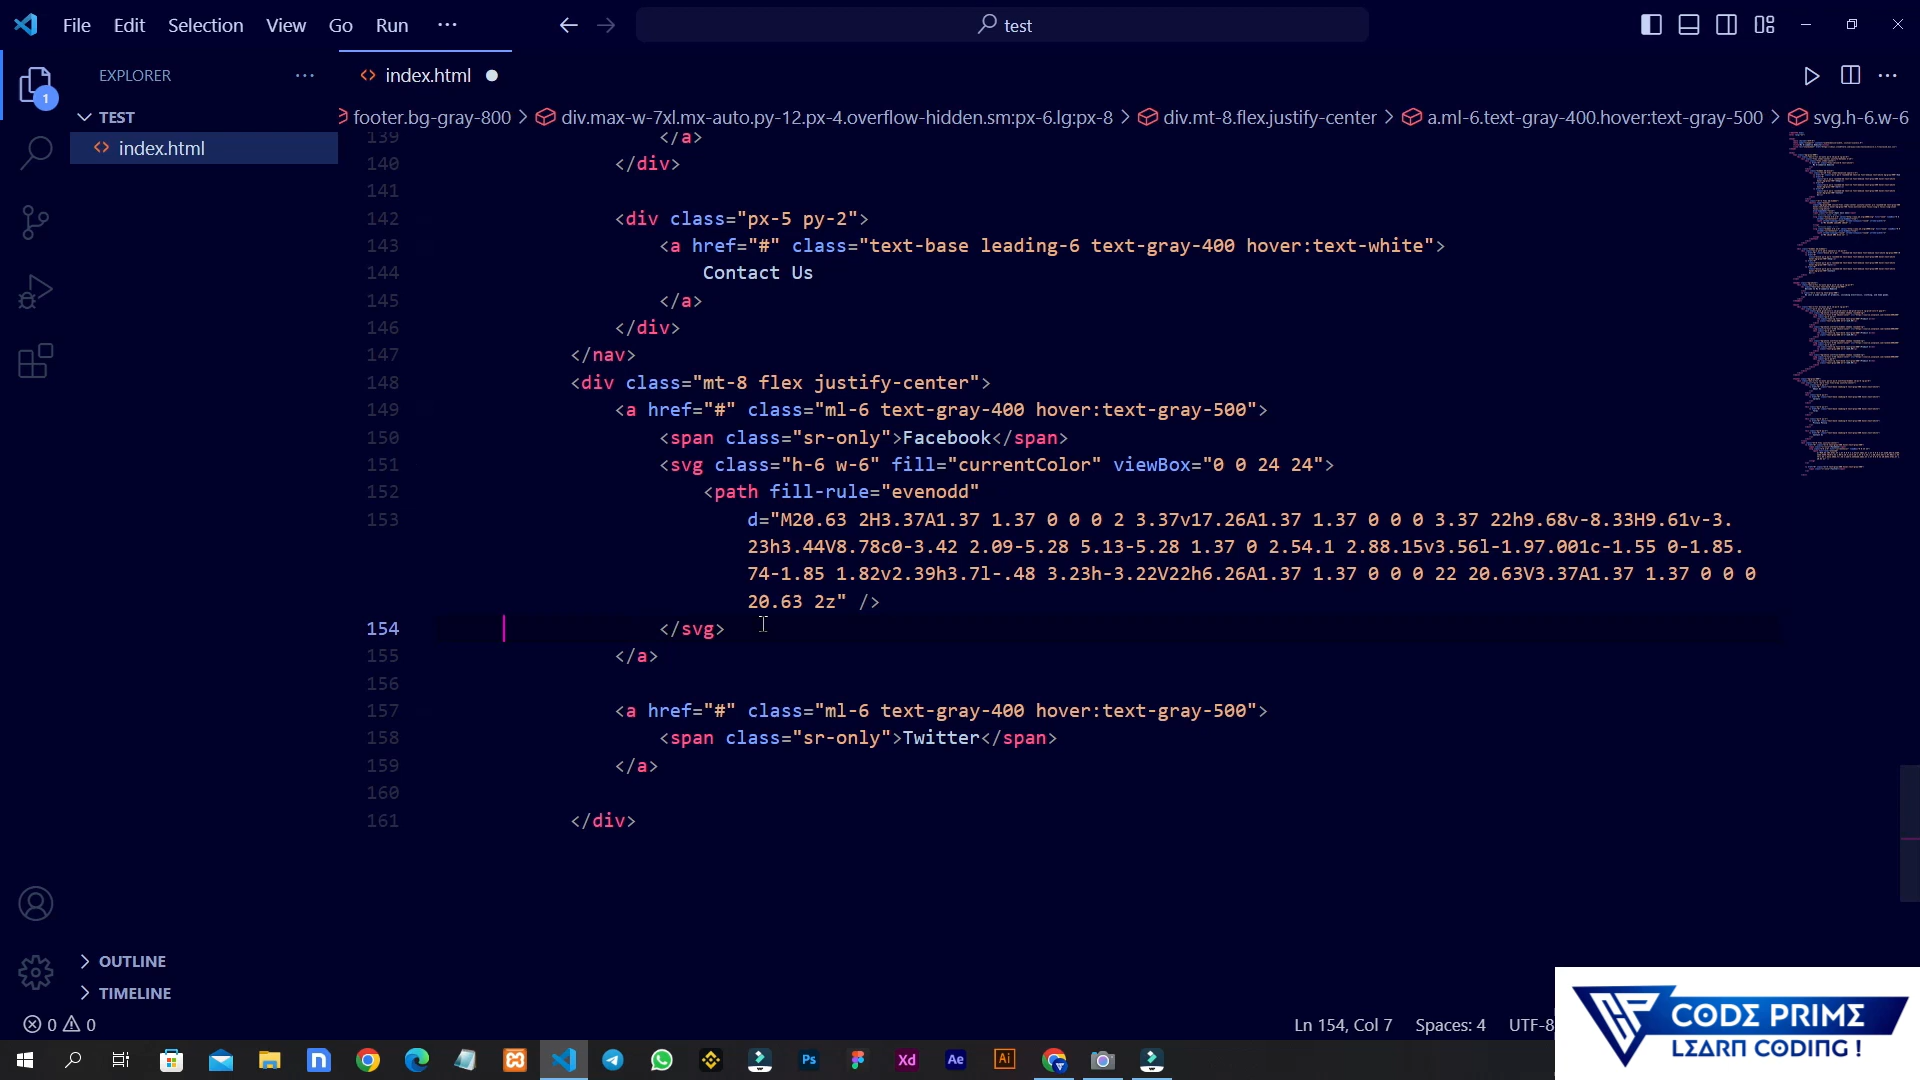 File Edit Selection View Go Run ···
test
EXPLORER ···
index.html
1
TEST
index.html
footer.bg-gray-800 > div.max-w-7xl.mx-auto.py-12.px-4.overflow-hidden.sm:px-6.lg:px-8 > div.mt-8.flex.justify-center > a.ml-6.text-gray-400.hover:text-gray-500 > svg.h-6.w-6
139 </a>
140 </div>
141
142 <div class="px-5 py-2">
143 <a href="#" class="text-base leading-6 text-gray-400 hover:text-white">
144 Contact Us
145 </a>
146 </div>
147 </nav>
148 <div class="mt-8 flex justify-center">
149 <a href="#" class="ml-6 text-gray-400 hover:text-gray-500">
150 <span class="sr-only">Facebook</span>
151 <svg class="h-6 w-6" fill="currentColor" viewBox="0 0 24 24">
152 <path fill-rule="evenodd"
153 d="M20.63 2H3.37A1.37 1.37 0 0 0 2 3.37v17.26A1.37 1.37 0 0 0 3.37 22h9.68v-8.33H9.61v-3.
23h3.44V8.78c0-3.42 2.09-5.28 5.13-5.28 1.37 0 2.54.1 2.88.15v3.56l-1.97.001c-1.55 0-1.85.
74-1.85 1.82v2.39h3.7l-.48 3.23h-3.22V22h6.26A1.37 1.37 0 0 0 22 20.63V3.37A1.37 1.37 0 0 0
20.63 2z" />
154 </svg>
155 </a>
156
157 <a href="#" class="ml-6 text-gray-400 hover:text-gray-500">
158 <span class="sr-only">Twitter</span>
159 </a>
160
161 </div>
OUTLINE
TIMELINE
0 0
Ln 154, Col 7 Spaces: 4 UTF-8
CODE PRIME
LEARN CODING !
Ps Xd Ae Ai